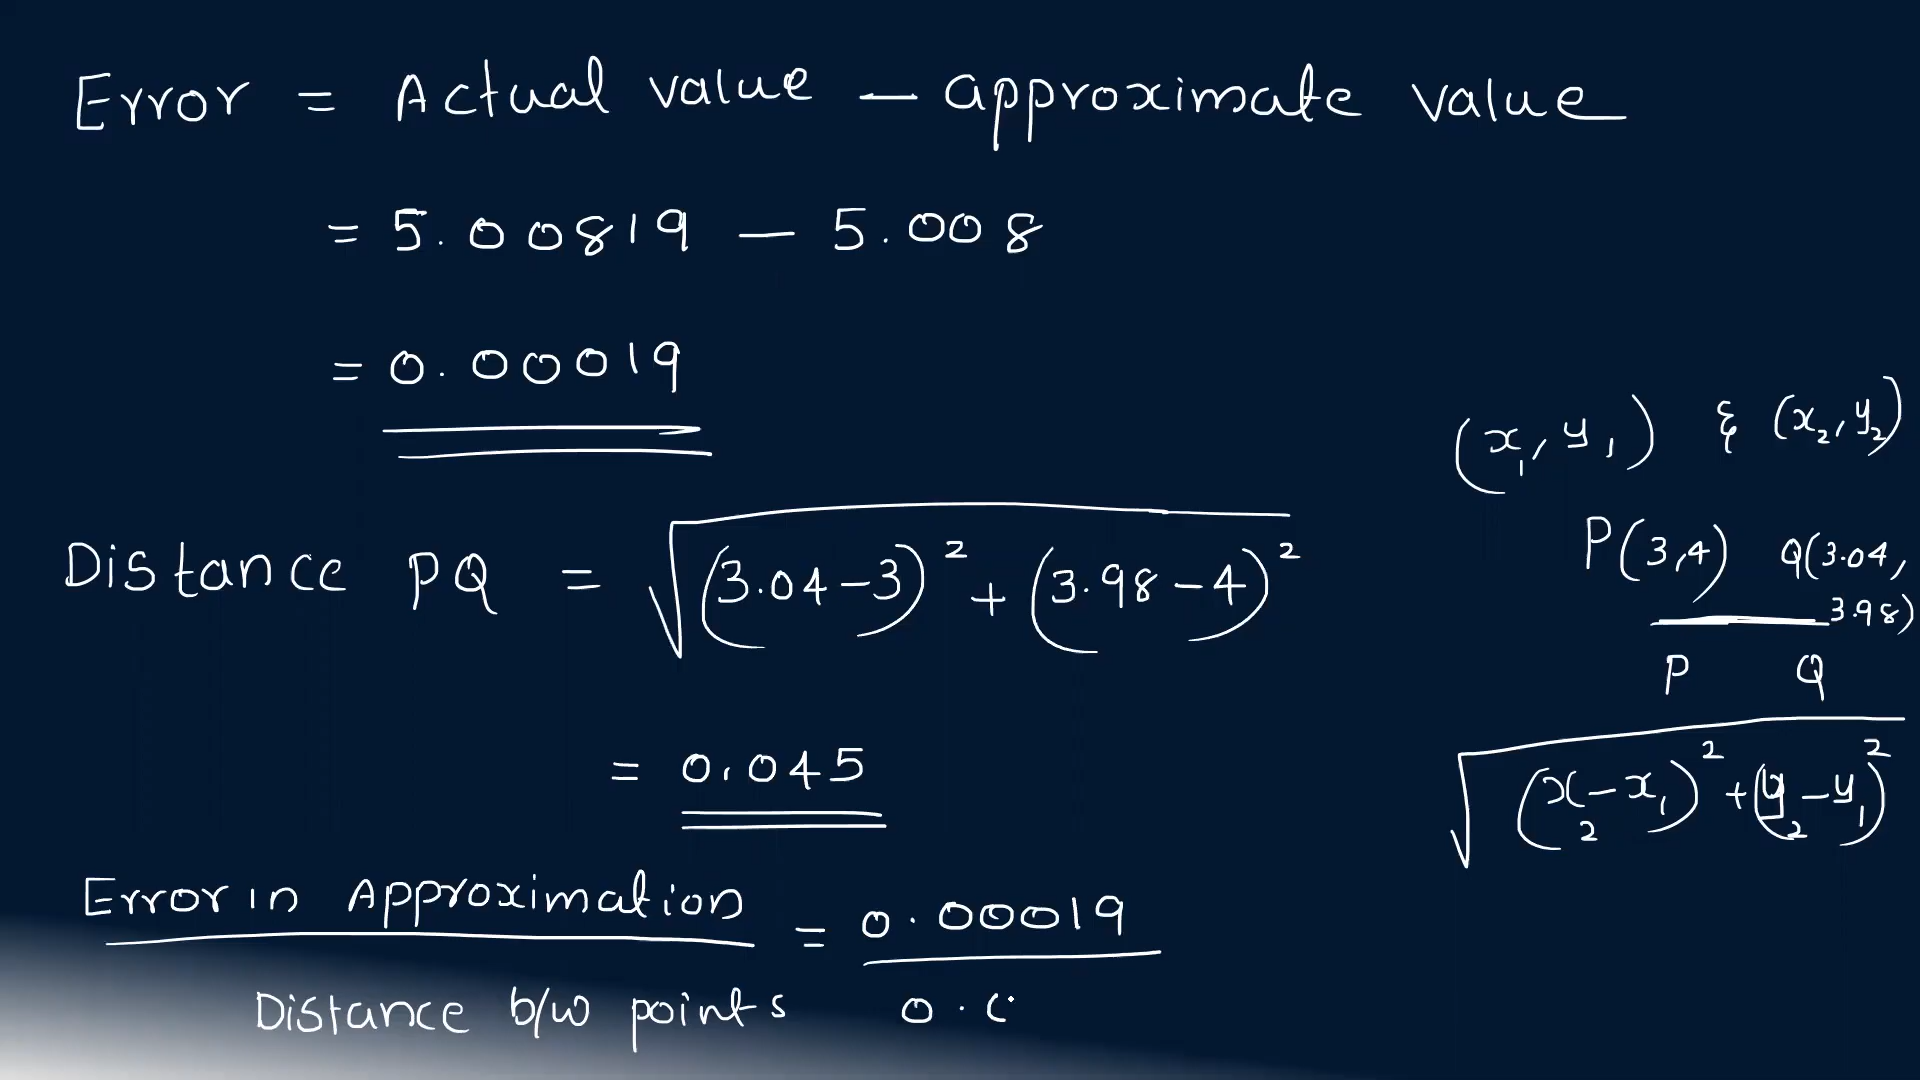 Error = Actual value – approximate value
= 5.00819 – 5.008
= 0.00019
(x₁, y₁) & (x₂, y₂)
P(3,4) Q(3.04,
3.98)
P Q
Distance PQ = √((3.04–3)² + (3.98–4)²)
= 0.045
√((x₂–x₁)²+(y₂–y₁)²)
Error in Approximation
Distance b/w points
= 0.00019
0.